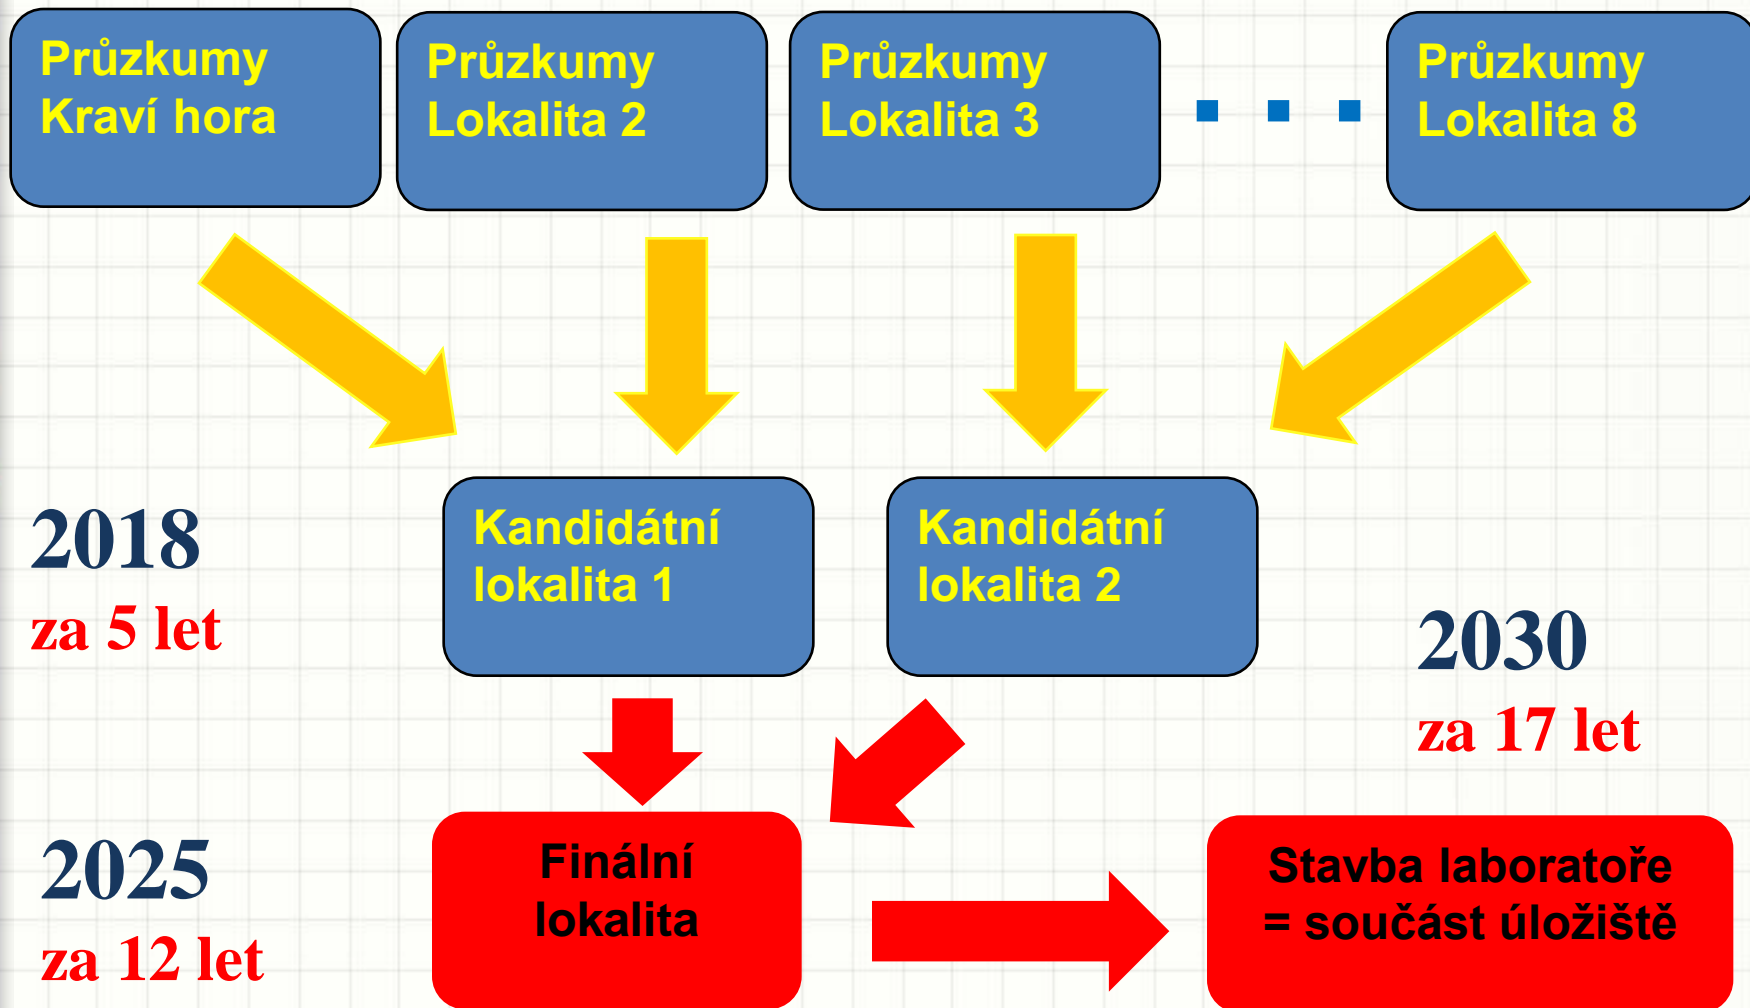 Průzkumy
Kraví hora
Průzkumy
Lokalita 2
Průzkumy
Lokalita 3
Průzkumy
Lokalita 8
2018
za 5 let
Kandidátní
lokalita 1
Kandidátní
lokalita 2
2030
za 17 let
2025
za 12 let
Finální
lokalita
Stavba laboratoře
= součást úložiště